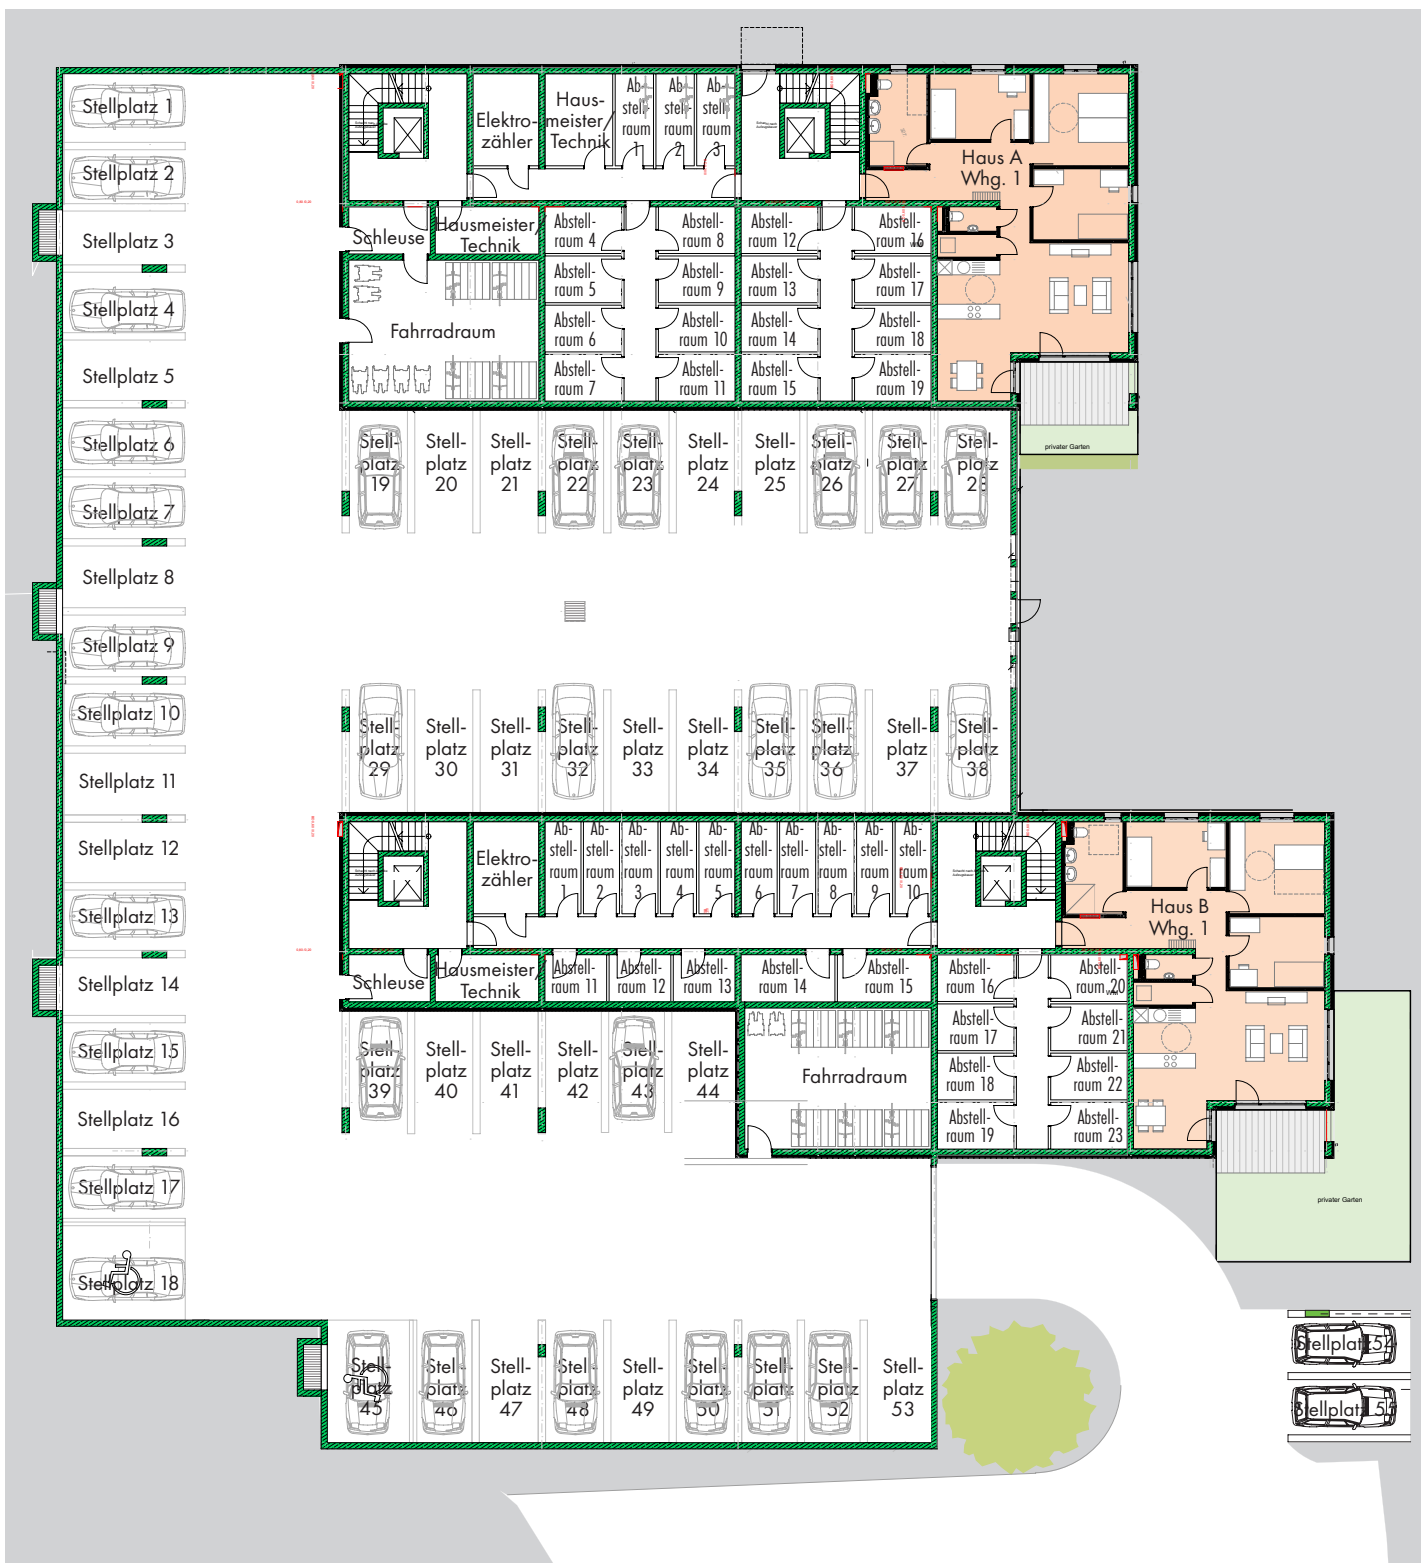 Stellplatz 1
Stellplatz 2
Stellplatz 3
Stellplatz 4
Stellplatz 5
Stellplatz 6
Stellplatz 7
Stellplatz 8
Stellplatz 9
Stellplatz 10
Stellplatz 11
Stellplatz 12
Stellplatz 13
Stellplatz 14
Stellplatz 15
Stellplatz 16
Stellplatz 17
Stellplatz 18
Elektro-
zähler
Haus-
meister/
Technik
Ab-
stell-
raum
1
Ab-
stell-
raum
2
Ab-
stell-
raum
3
Haus A
Whg. 1
Schleuse
Hausmeister/
Technik
Fahrradraum
Abstell-
raum 4
Abstell-
raum 5
Abstell-
raum 6
Abstell-
raum 7
Abstell-
raum 8
Abstell-
raum 9
Abstell-
raum 10
Abstell-
raum 11
Abstell-
raum 12
Abstell-
raum 13
Abstell-
raum 14
Abstell-
raum 15
Abstell-
raum 16
Abstell-
raum 17
Abstell-
raum 18
Abstell-
raum 19
privater Garten
Stell-
platz
19
Stell-
platz
20
Stell-
platz
21
Stell-
platz
22
Stell-
platz
23
Stell-
platz
24
Stell-
platz
25
Stell-
platz
26
Stell-
platz
27
Stell-
platz
28
Stell-
platz
29
Stell-
platz
30
Stell-
platz
31
Stell-
platz
32
Stell-
platz
33
Stell-
platz
34
Stell-
platz
35
Stell-
platz
36
Stell-
platz
37
Stell-
platz
38
Elektro-
zähler
Ab-
stell-
raum
1
Ab-
stell-
raum
2
Ab-
stell-
raum
3
Ab-
stell-
raum
4
Ab-
stell-
raum
5
Ab-
stell-
raum
6
Ab-
stell-
raum
7
Ab-
stell-
raum
8
Ab-
stell-
raum
9
Ab-
stell-
raum
10
Haus B
Whg. 1
Schleuse
Hausmeister/
Technik
Abstell-
raum 11
Abstell-
raum 12
Abstell-
raum 13
Abstell-
raum 14
Abstell-
raum 15
Abstell-
raum 16
Abstell-
raum 17
Abstell-
raum 18
Abstell-
raum 19
Abstell-
raum 20
Abstell-
raum 21
Abstell-
raum 22
Abstell-
raum 23
Fahrradraum
Stell-
platz
39
Stell-
platz
40
Stell-
platz
41
Stell-
platz
42
Stell-
platz
43
Stell-
platz
44
privater Garten
Stell-
platz
45
Stell-
platz
46
Stell-
platz
47
Stell-
platz
48
Stell-
platz
49
Stell-
platz
50
Stell-
platz
51
Stell-
platz
52
Stell-
platz
53
Stellplatz 54
Stellplatz 55